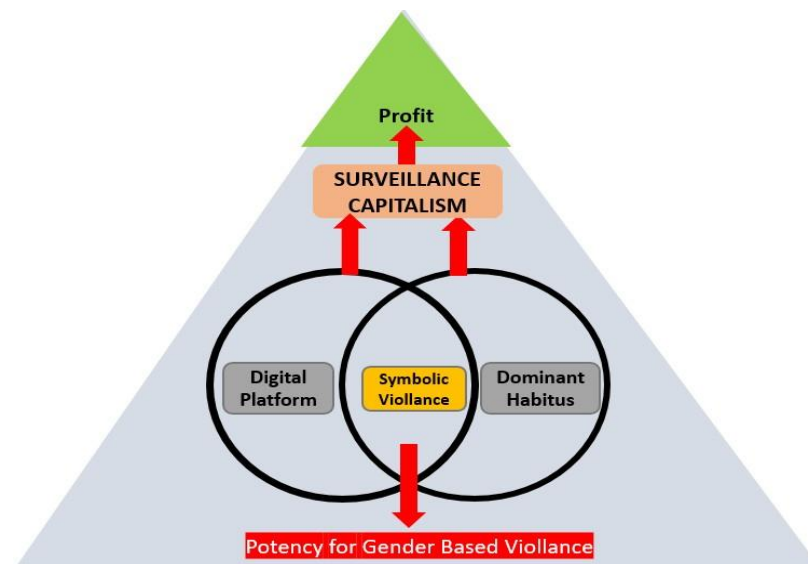 Profit
SURVEILLANCE
CAPITALISM
Digital
Platform
Symbolic
Viollance
Dominant
Habitus
Potency for Gender Based Viollance